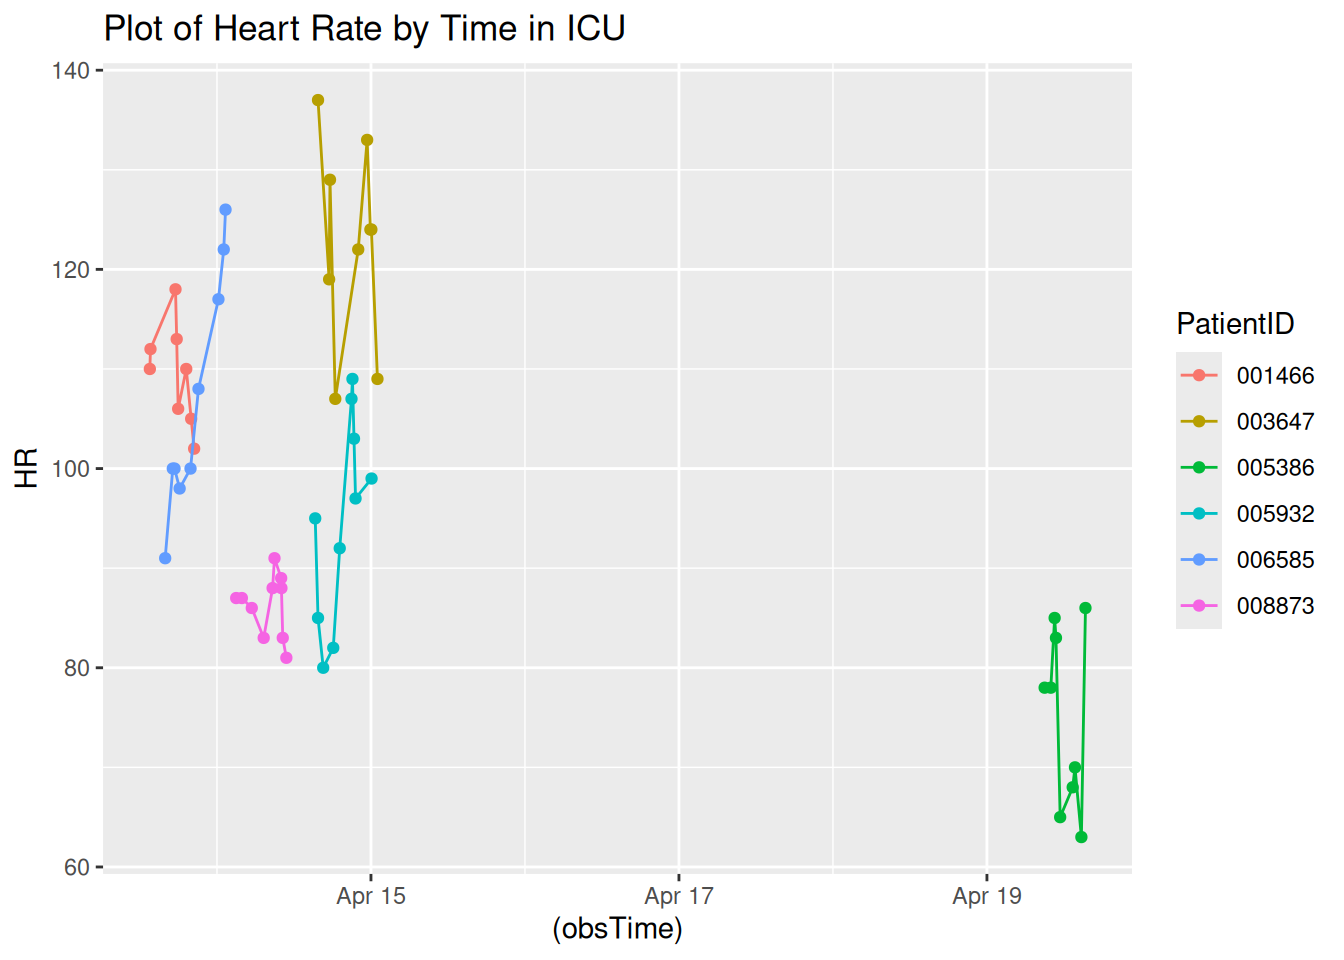 Plot of Heart Rate by Time in ICU
140
120
100
80
60
HR
Apr 15
Apr 17
Apr 19
(obsTime)
PatientID
001466
003647
005386
005932
006585
008873